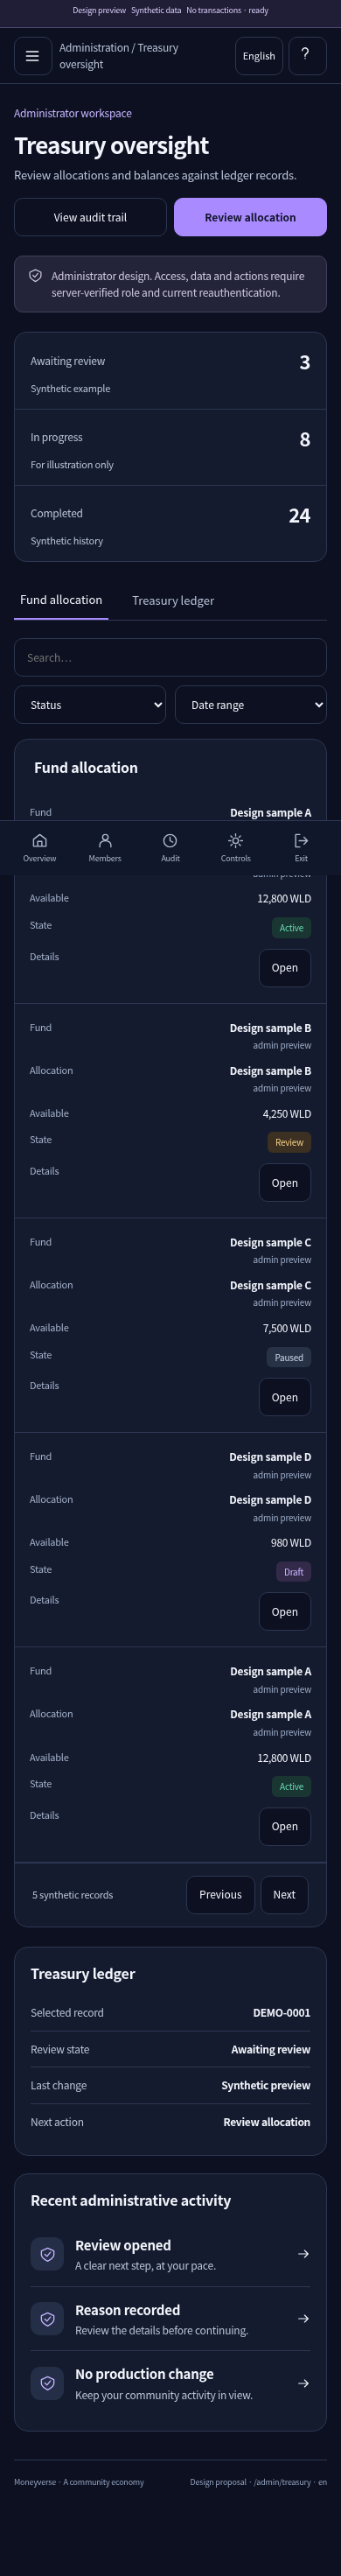 Design preview Synthetic data No transactions · ready
Administration / Treasury
oversight
English
?
Administrator workspace
Treasury oversight
Review allocations and balances against ledger records.
View audit trail
Review allocation
Administrator design. Access, data and actions require
server-verified role and current reauthentication.
Awaiting review
3
Synthetic example
In progress
8
For illustration only
Completed
24
Synthetic history
Fund allocation
Treasury ledger
Search…
Status
Date range
Fund allocation
Fund
Design sample A
Overview
Members
Audit
Controls
Exit
admin preview
Available
12,800 WLD
State
Active
Details
Open
Fund
Design sample B
admin preview
Allocation
Design sample B
admin preview
Available
4,250 WLD
State
Review
Details
Open
Fund
Design sample C
admin preview
Allocation
Design sample C
admin preview
Available
7,500 WLD
State
Paused
Details
Open
Fund
Design sample D
admin preview
Allocation
Design sample D
admin preview
Available
980 WLD
State
Draft
Details
Open
Fund
Design sample A
admin preview
Allocation
Design sample A
admin preview
Available
12,800 WLD
State
Active
Details
Open
5 synthetic records
Previous
Next
Treasury ledger
Selected record
DEMO-0001
Review state
Awaiting review
Last change
Synthetic preview
Next action
Review allocation
Recent administrative activity
Review opened
A clear next step, at your pace.
Reason recorded
Review the details before continuing.
No production change
Keep your community activity in view.
Moneyverse · A community economy
Design proposal · /admin/treasury · en